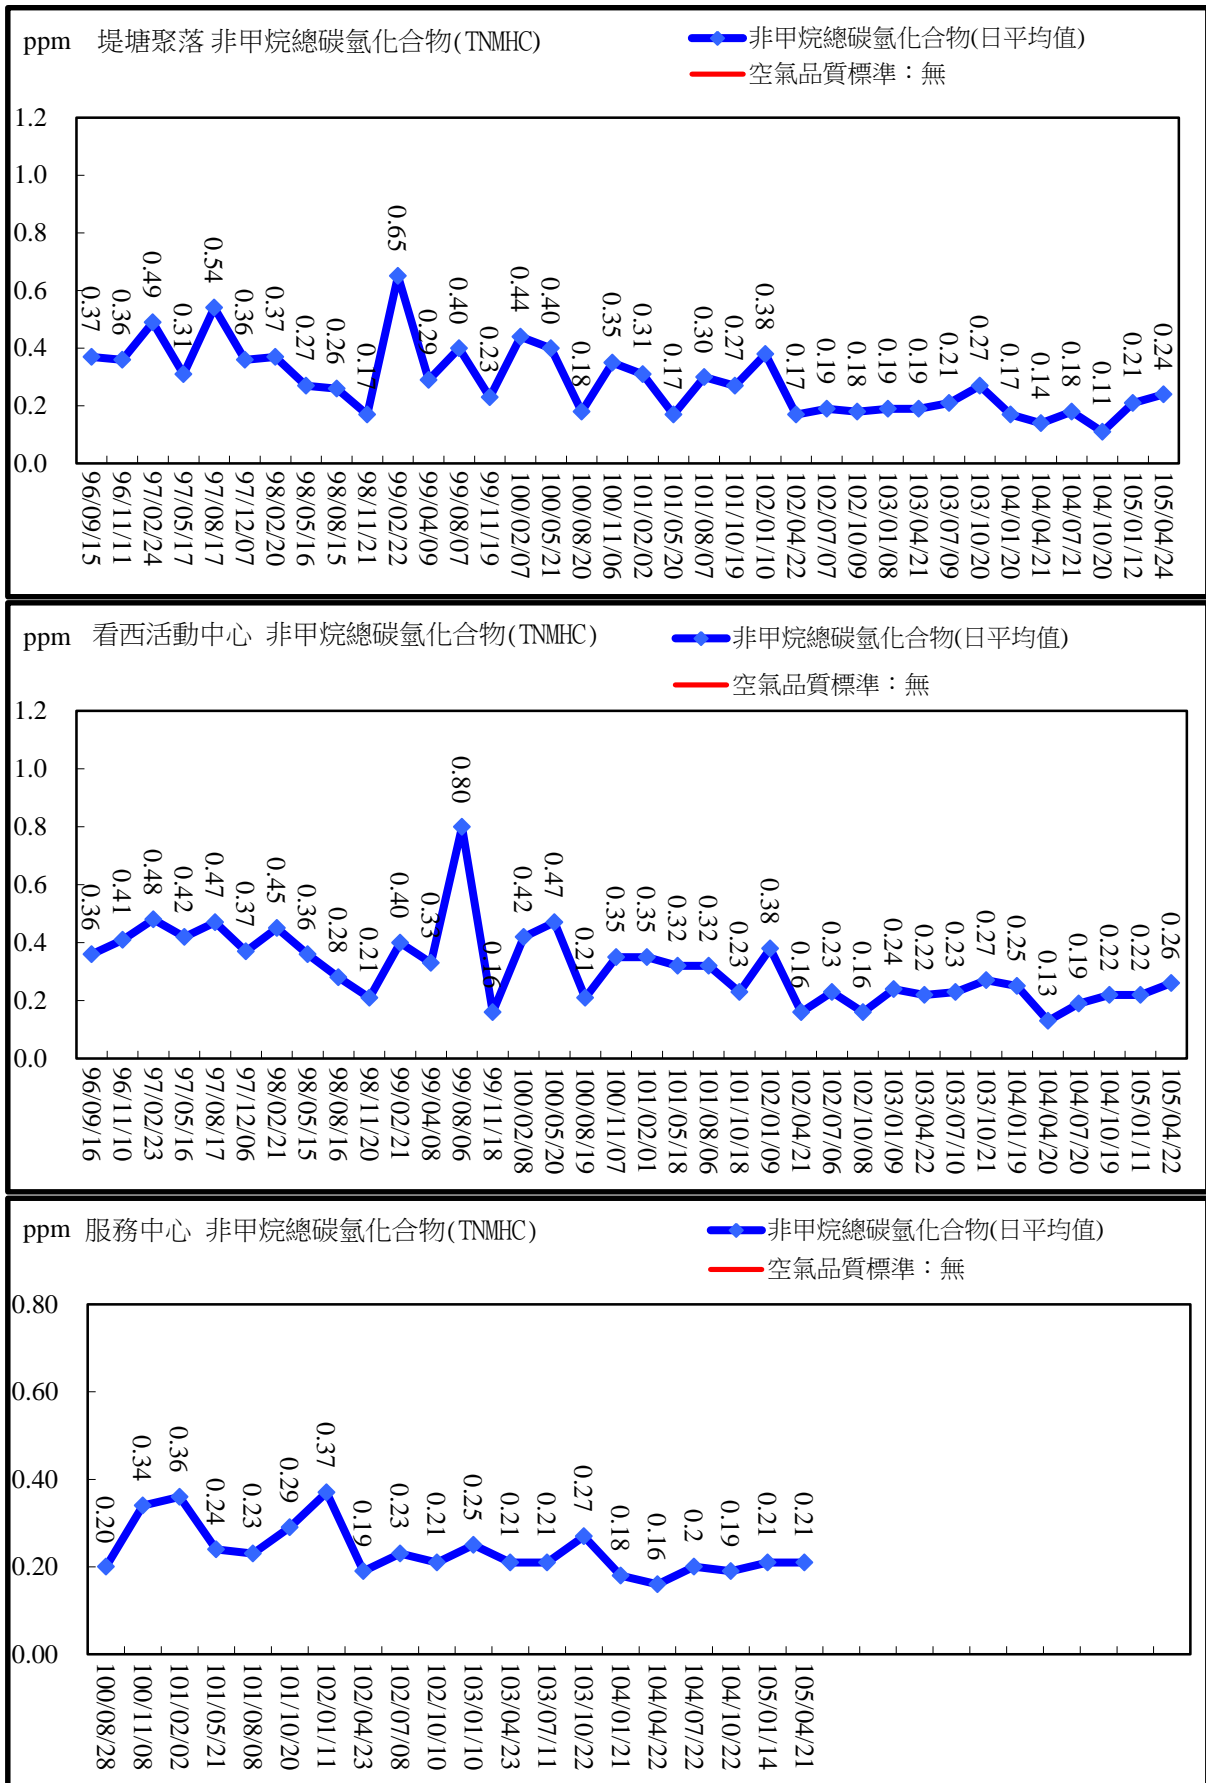 ppm 堤塘聚落 非甲烷總碳氫化合物(TNMHC)
非甲烷總碳氫化合物(日平均值)
空氣品質標準：無
1.2
1.0
0.8
0.6
0.4
0.2
0.0
0.37 0.36 0.49 0.31 0.54 0.36 0.37 0.27 0.26 0.17 0.65 0.29 0.40 0.23 0.44 0.40 0.18 0.35 0.31 0.17 0.30 0.27 0.38 0.17 0.19 0.18 0.19 0.19 0.21 0.27 0.17 0.14 0.18 0.11 0.21 0.24
96/09/15 96/11/11 97/02/24 97/05/17 97/08/17 97/12/07 98/02/20 98/05/16 98/08/15 98/11/21 99/02/22 99/04/09 99/08/07 99/11/19 100/02/07 100/05/21 100/08/20 100/11/06 101/02/02 101/05/20 101/08/07 101/10/19 102/01/10 102/04/22 102/07/07 102/10/09 103/01/08 103/04/21 103/07/09 103/10/20 104/01/20 104/04/21 104/07/21 104/10/20 105/01/12 105/04/24
ppm 看西活動中心 非甲烷總碳氫化合物(TNMHC)
非甲烷總碳氫化合物(日平均值)
空氣品質標準：無
1.2
1.0
0.8
0.6
0.4
0.2
0.0
0.36 0.41 0.48 0.42 0.47 0.37 0.45 0.36 0.28 0.21 0.40 0.33 0.80 0.16 0.42 0.47 0.21 0.35 0.35 0.32 0.32 0.23 0.38 0.16 0.23 0.16 0.24 0.22 0.23 0.27 0.25 0.13 0.19 0.22 0.22 0.26
96/09/16 96/11/10 97/02/23 97/05/16 97/08/17 97/12/06 98/02/21 98/05/15 98/08/16 98/11/20 99/02/21 99/04/08 99/08/06 99/11/18 100/02/08 100/05/20 100/08/19 100/11/07 101/02/01 101/05/18 101/08/06 101/10/18 102/01/09 102/04/21 102/07/06 102/10/08 103/01/09 103/04/22 103/07/10 103/10/21 104/01/19 104/04/20 104/07/20 104/10/19 105/01/11 105/04/22
ppm 服務中心 非甲烷總碳氫化合物(TNMHC)
非甲烷總碳氫化合物(日平均值)
空氣品質標準：無
0.80
0.60
0.40
0.20
0.00
0.20 0.34 0.36 0.24 0.23 0.29 0.37 0.19 0.23 0.21 0.25 0.21 0.21 0.27 0.18 0.16 0.2 0.19 0.21 0.21
100/08/28 100/11/08 101/02/02 101/05/21 101/08/08 101/10/20 102/01/11 102/04/23 102/07/08 102/10/10 103/01/10 103/04/23 103/07/11 103/10/22 104/01/21 104/04/22 104/07/22 104/10/22 105/01/14 105/04/21